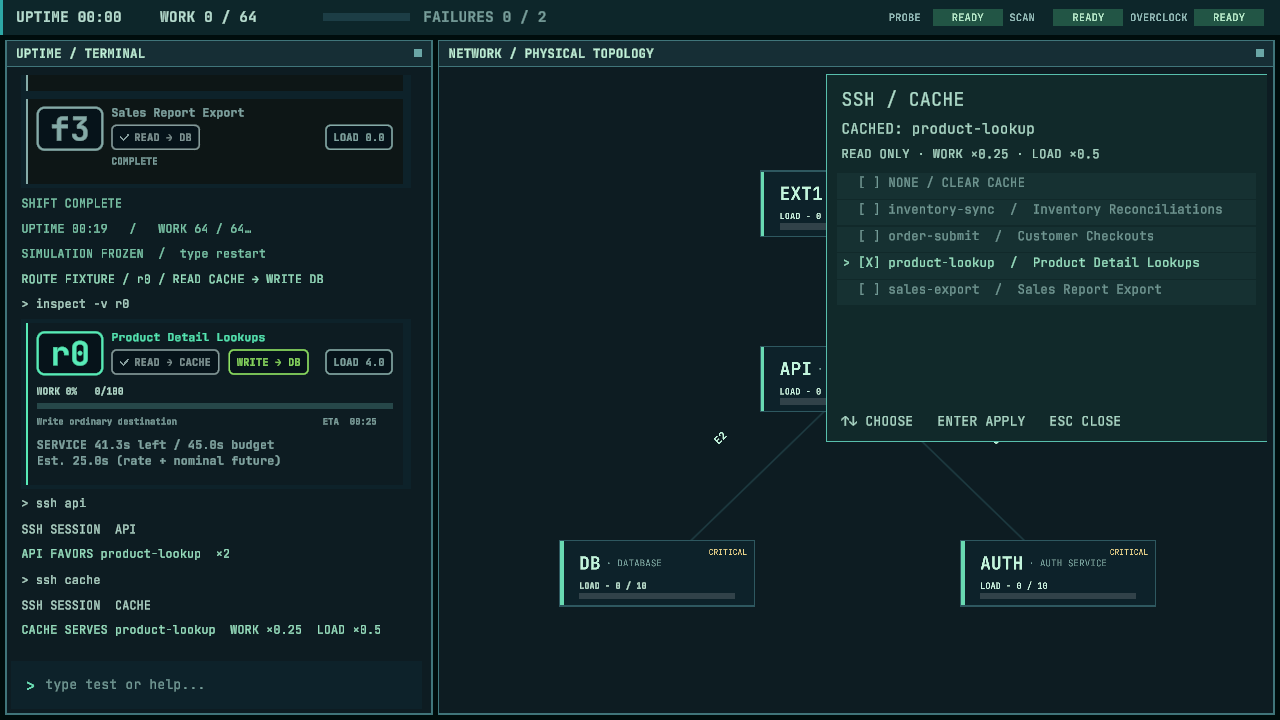 UPTIME 00:00 WORK 0 / 64 FAILURES 0 / 2 PROBE READY SCAN READY OVERCLOCK READY
UPTIME / TERMINAL
f3 Sales Report Export
✓ READ → DB LOAD 0.0
COMPLETE
SHIFT COMPLETE
UPTIME 00:19 / WORK 64 / 64…
SIMULATION FROZEN / type restart
ROUTE FIXTURE / r0 / READ CACHE → WRITE DB
> inspect -v r0
r0 Product Detail Lookups
✓ READ → CACHE WRITE → DB LOAD 4.0
WORK 0% 0/100
Write ordinary destination ETA 00:25
SERVICE 41.3s left / 45.0s budget
Est. 25.0s (rate + nominal future)
> ssh api
SSH SESSION API
API FAVORS product-lookup ×2
> ssh cache
SSH SESSION CACHE
CACHE SERVES product-lookup WORK ×0.25 LOAD ×0.5
> type test or help...
NETWORK / PHYSICAL TOPOLOGY
EXT1
LOAD - 0
API ·
LOAD - 0
E2
DB · DATABASE CRITICAL
LOAD - 0 / 10
AUTH · AUTH SERVICE CRITICAL
LOAD - 0 / 10
SSH / CACHE
CACHED: product-lookup
READ ONLY · WORK ×0.25 · LOAD ×0.5
[ ] NONE / CLEAR CACHE
[ ] inventory-sync / Inventory Reconciliations
[ ] order-submit / Customer Checkouts
> [X] product-lookup / Product Detail Lookups
[ ] sales-export / Sales Report Export
↑↓ CHOOSE ENTER APPLY ESC CLOSE